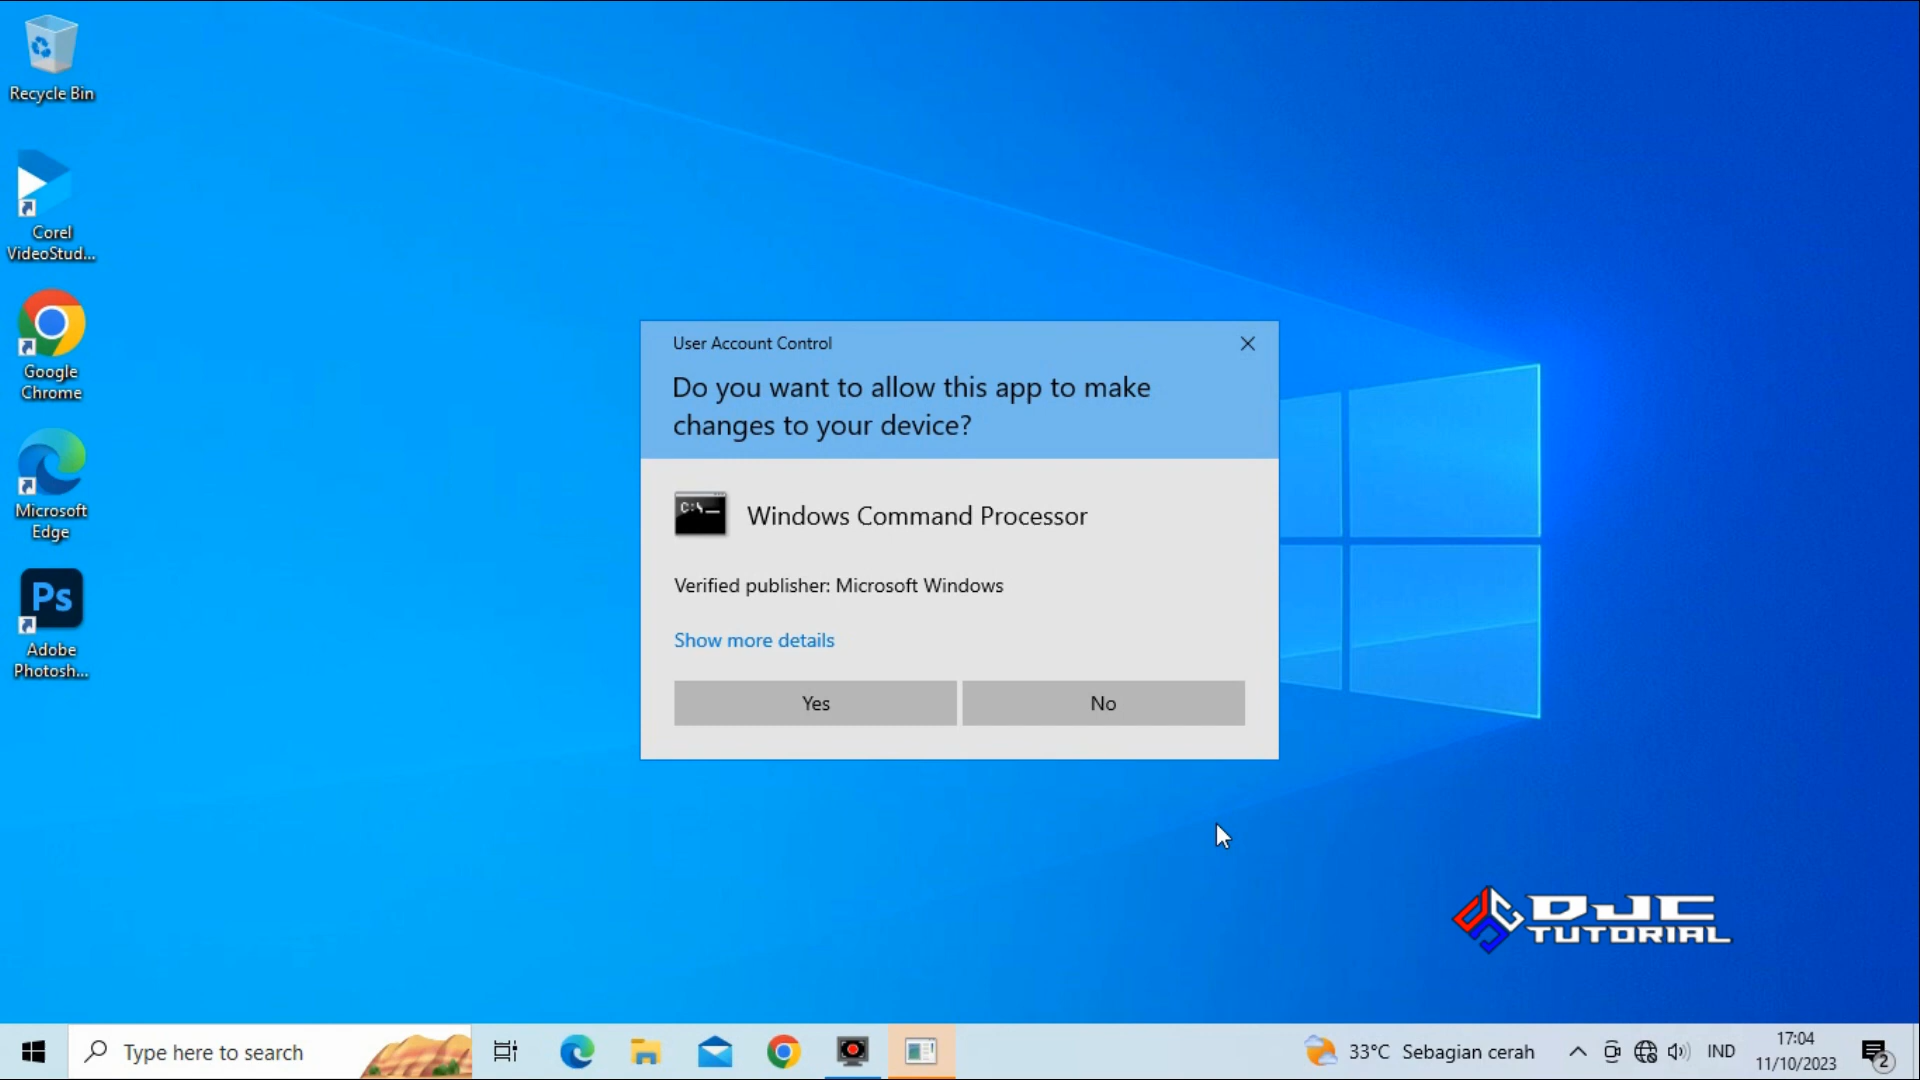 Recycle Bin
Corel
VideoStud...
Google
Chrome
Microsoft
Edge
Ps
Adobe
Photosh...
User Account Control
Do you want to allow this app to make
changes to your device?
C:\_
Windows Command Processor
Verified publisher: Microsoft Windows
Show more details
Yes
No
DJC
TUTORIAL
Type here to search
33°C Sebagian cerah
IND
17:04
11/10/2023
2